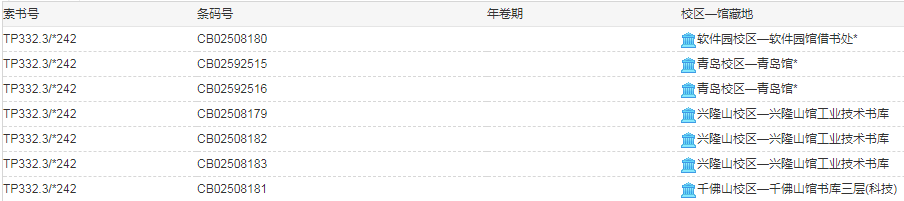 索书号 条码号 年卷期 校区—馆藏地
TP332.3/*242 CB02508180 软件园校区—软件园馆借书处*
TP332.3/*242 CB02592515 青岛校区—青岛馆*
TP332.3/*242 CB02592516 青岛校区—青岛馆*
TP332.3/*242 CB02508179 兴隆山校区—兴隆山馆工业技术书库
TP332.3/*242 CB02508182 兴隆山校区—兴隆山馆工业技术书库
TP332.3/*242 CB02508183 兴隆山校区—兴隆山馆工业技术书库
TP332.3/*242 CB02508181 千佛山校区—千佛山馆书库三层(科技)